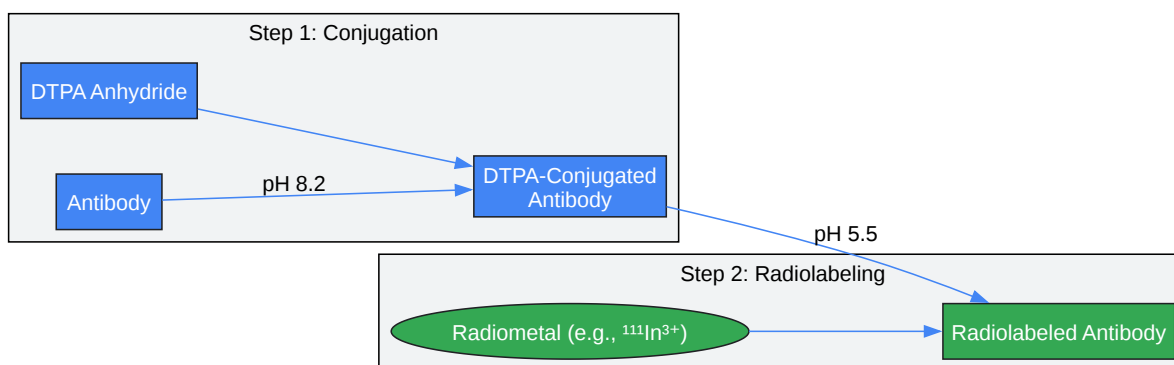 Step 1: Conjugation
DTPA Anhydride
Antibody
pH 8.2
DTPA-Conjugated
Antibody
pH 5.5
Step 2: Radiolabeling
Radiometal (e.g., ¹¹¹In³⁺)
Radiolabeled Antibody